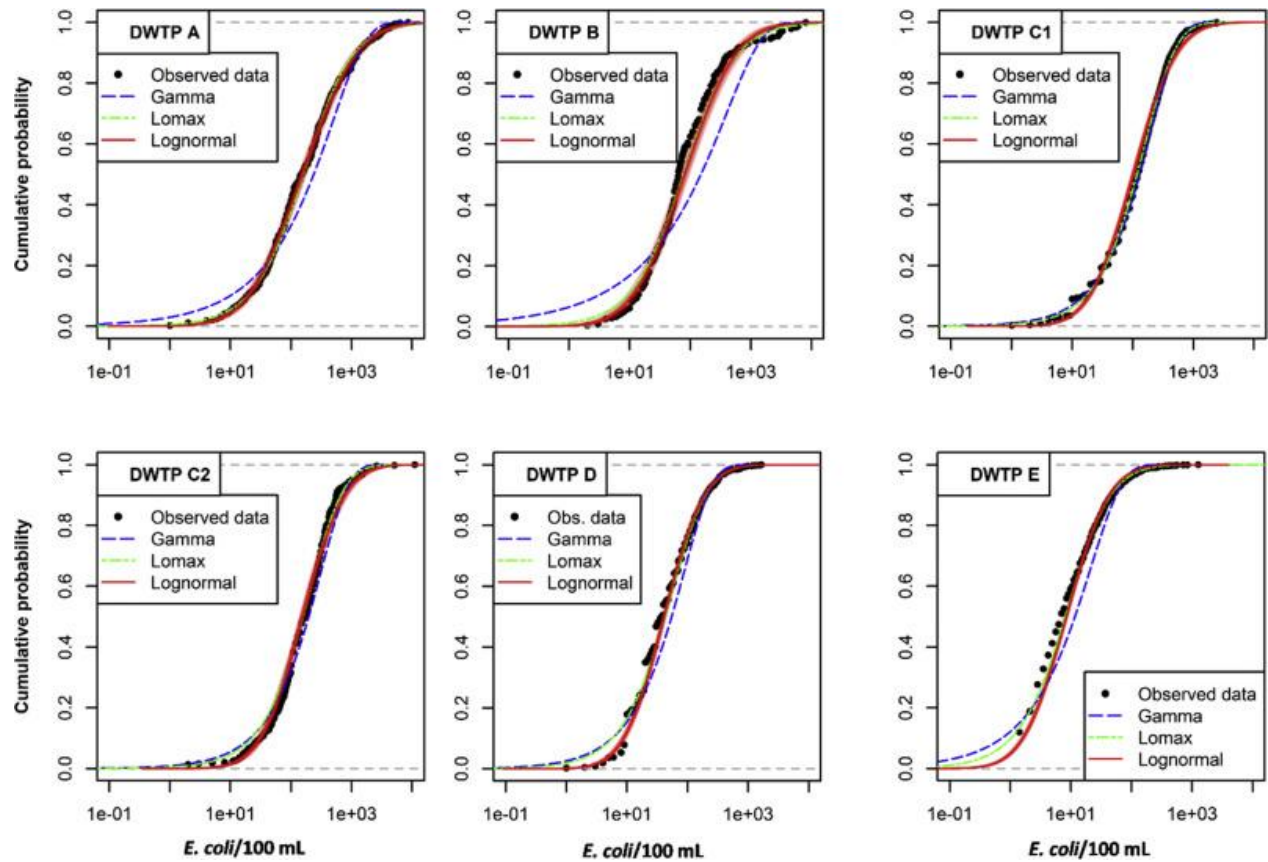 DWTP A
Observed data
Gamma
Lomax
Lognormal
Cumulative probability
0.0 0.2 0.4 0.6 0.8 1.0
1e-01 1e+01 1e+03
DWTP B
Observed data
Gamma
Lomax
Lognormal
0.0 0.2 0.4 0.6 0.8 1.0
1e-01 1e+01 1e+03
DWTP C1
Observed data
Gamma
Lomax
Lognormal
0.0 0.2 0.4 0.6 0.8 1.0
1e+01 1e+03
DWTP C2
Observed data
Gamma
Lomax
Lognormal
Cumulative probability
0.0 0.2 0.4 0.6 0.8 1.0
1e-01 1e+01 1e+03
E. coli/100 mL
DWTP D
Obs. data
Gamma
Lomax
Lognormal
0.0 0.2 0.4 0.6 0.8 1.0
1e-01 1e+01 1e+03
E. coli/100 mL
DWTP E
Observed data
Gamma
Lomax
Lognormal
0.0 0.2 0.4 0.6 0.8 1.0
1e-01 1e+01 1e+03
E. coli/100 mL